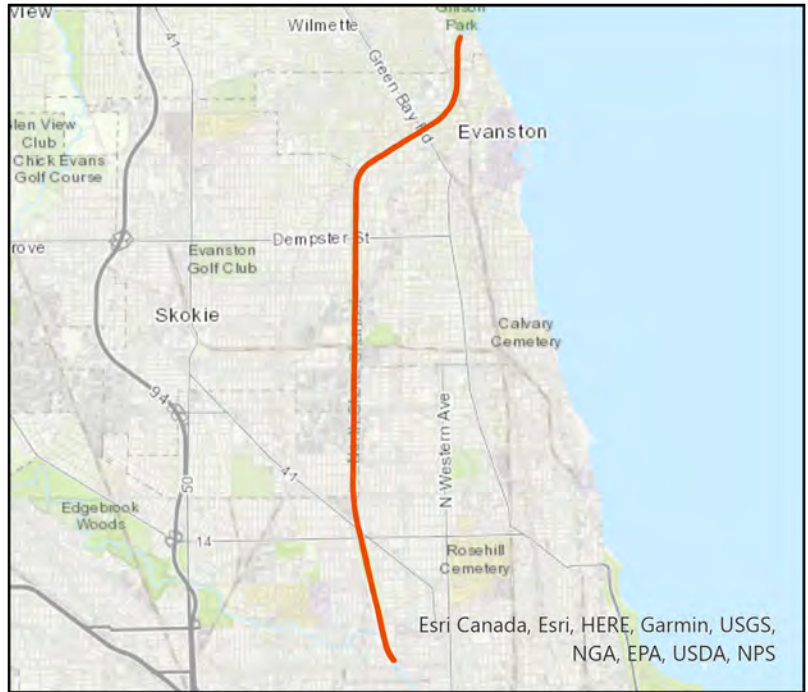 view
Wilmette
Gillson
Park
41
Green Bay Rd
Evanston
len View
Club
Chick Evans
Golf Course
Dempster St
rove
Evanston
Golf Club
Skokie
Calvary
Cemetery
94
N Western Ave
50
41
Edgebrook
Woods
14
Rosehill
Cemetery
Esri Canada, Esri, HERE, Garmin, USGS,
NGA, EPA, USDA, NPS